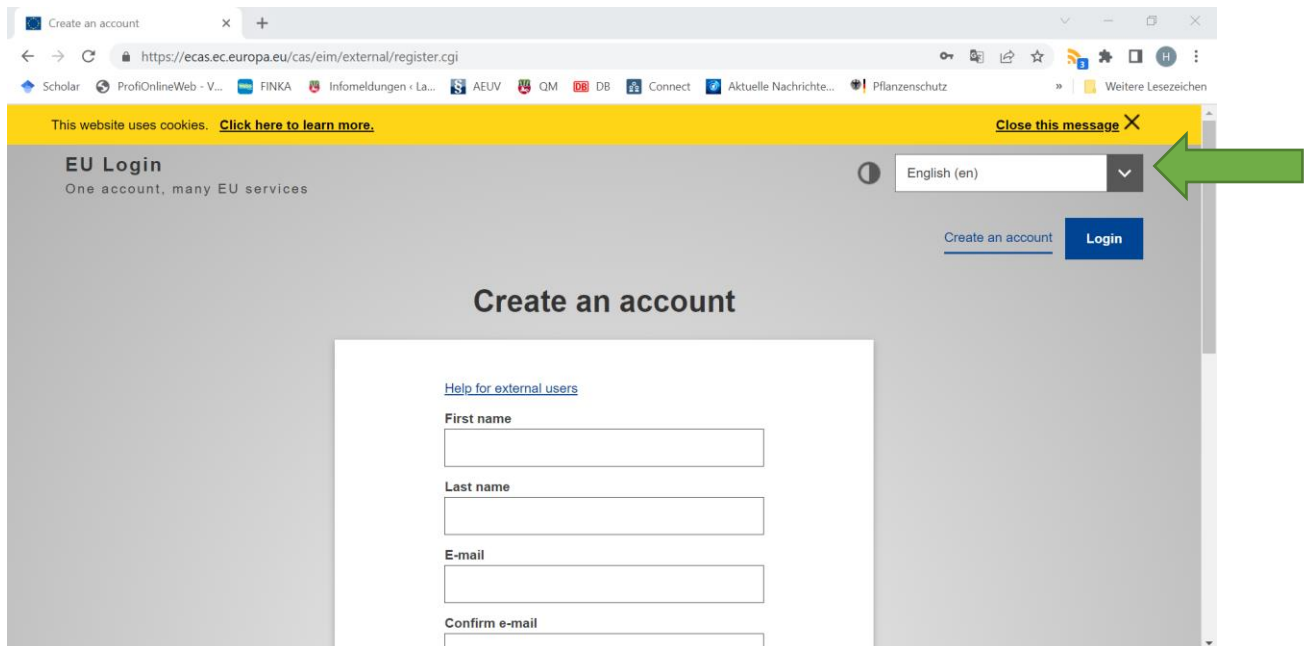 Create an account
https://ecas.ec.europa.eu/cas/eim/external/register.cgi
3
H
Scholar ProfiOnlineWeb - V... FINKA Infomeldungen ‹ La... § AEUV QM DB DB Connect Aktuelle Nachrichte... Pflanzenschutz » Weitere Lesezeichen
This website uses cookies. Click here to learn more. Close this message
EU Login
One account, many EU services
English (en)
Create an account Login
Create an account
Help for external users
First name
Last name
E-mail
Confirm e-mail